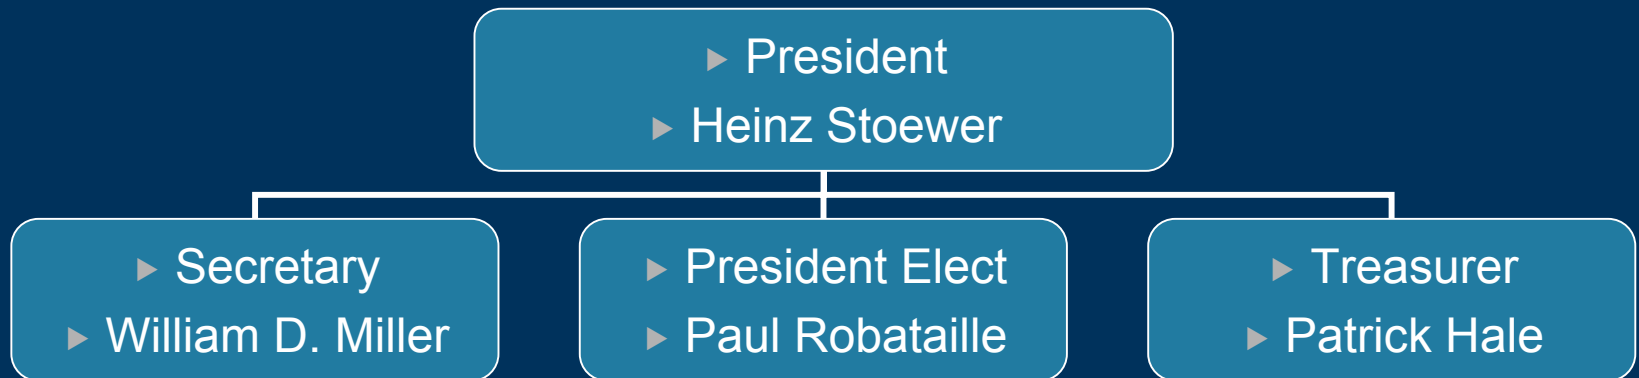 President
Heinz Stoewer
Secretary
William D. Miller
President Elect
Paul Robataille
Treasurer
Patrick Hale